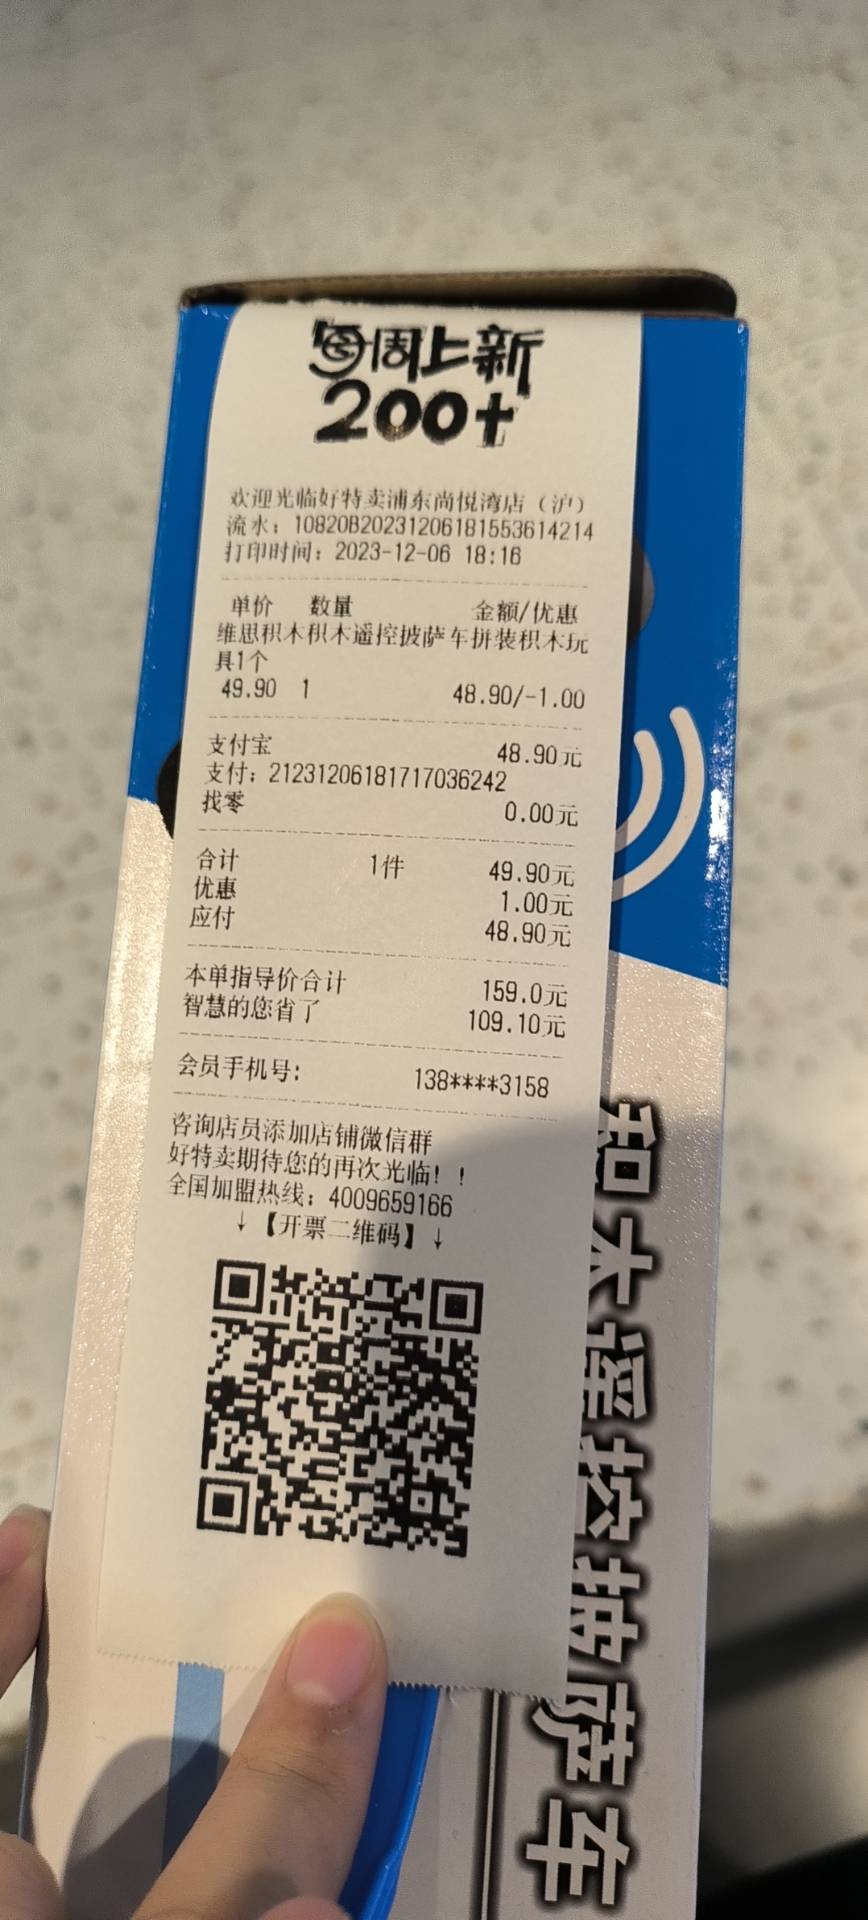 每周上新
200+
欢迎光临好特卖浦东尚悦湾店（沪）
流水：10820B20231206181553614214
打印时间：2023-12-06 18:16
单价 数量 金额/优惠
维思积木积木遥控披萨车拼装积木玩
具1个
49.90 1 48.90/-1.00
支付宝 48.90元
支付：21231206181717036242
找零 0.00元
合计 1件 49.90元
优惠 1.00元
应付 48.90元
本单指导价合计 159.0元
智慧的您省了 109.10元
会员手机号: 138****3158
咨询店员添加店铺微信群
好特卖期待您的再次光临！！
全国加盟热线：4009659166
↓【开票二维码】↓
积木遥控披萨车